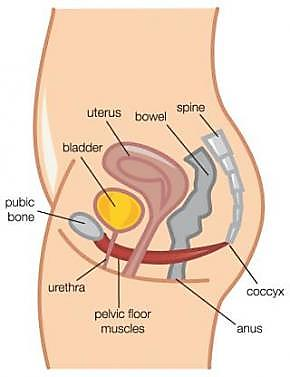 spine
uterus
bowel
bladder
pubic
bone
urethra
coccyx
pelvic floor
muscles
anus